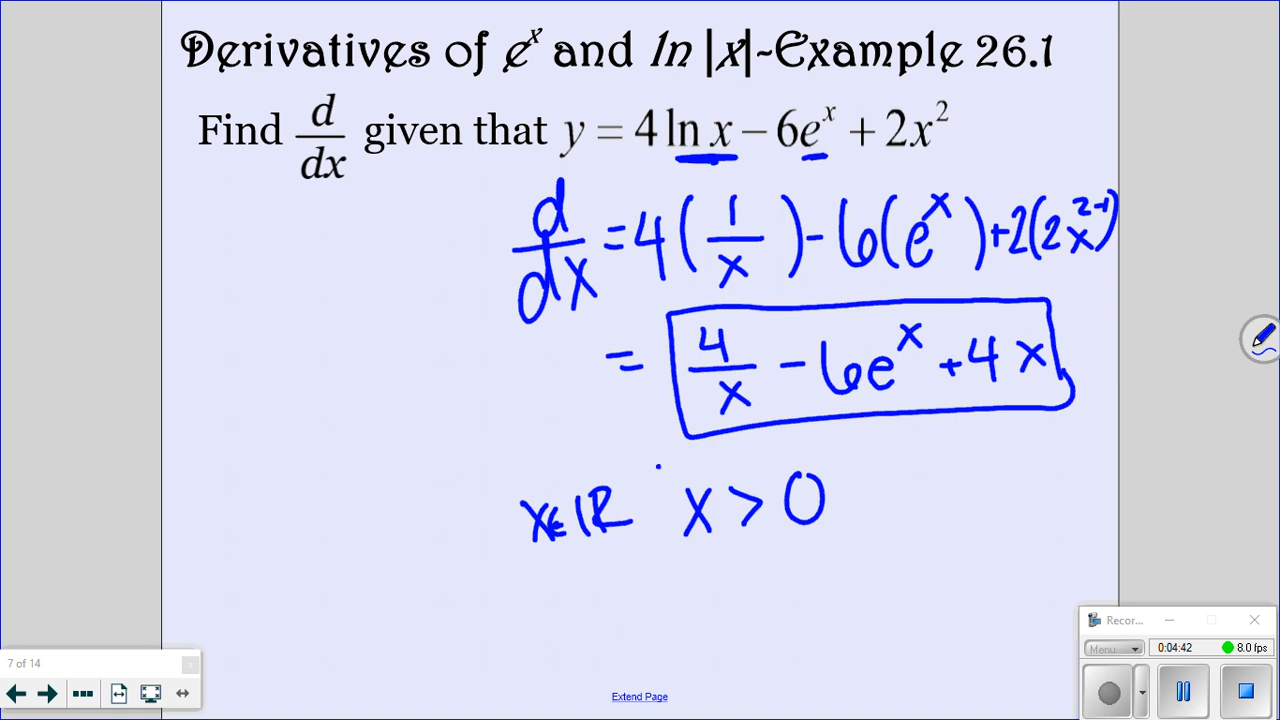 Derivatives of e^x and ln |x|-Example 26.1
Find d/dx given that y = 4 ln x − 6e^x + 2x^2
d/dx = 4(1/x) - 6(e^x) + 2(2x^(2-1))
= 4/x - 6e^x + 4x
x∈ℝ x > 0
Recor...
Menu 0:04:42 8.0 fps
7 of 14
Extend Page